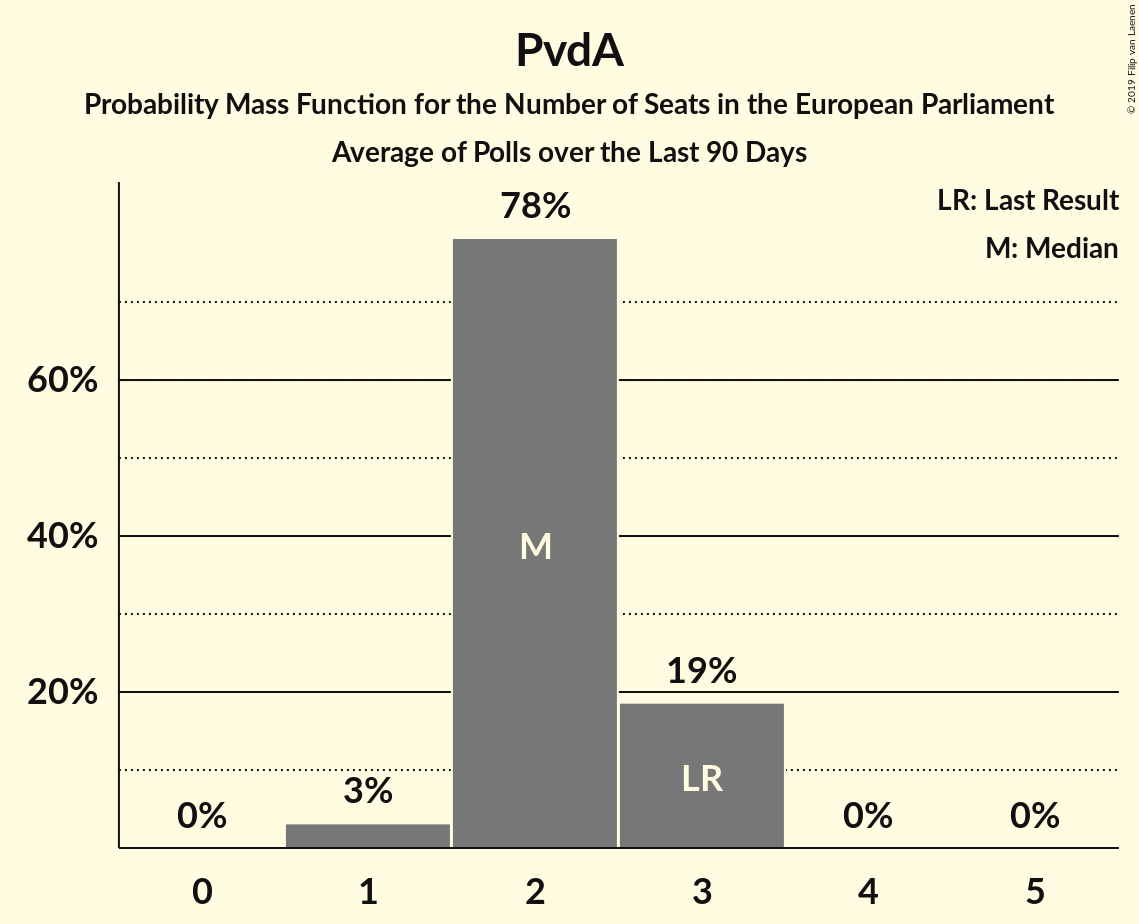 PvdA
Probability Mass Function for the Number of Seats in the European Parliament
Average of Polls over the Last 90 Days
© 2019 Filip van Laenen
LR: Last Result
M: Median
78%
60%
M
40%
19%
20%
LR
3%
0%
0%
0%
0
1
2
3
4
5